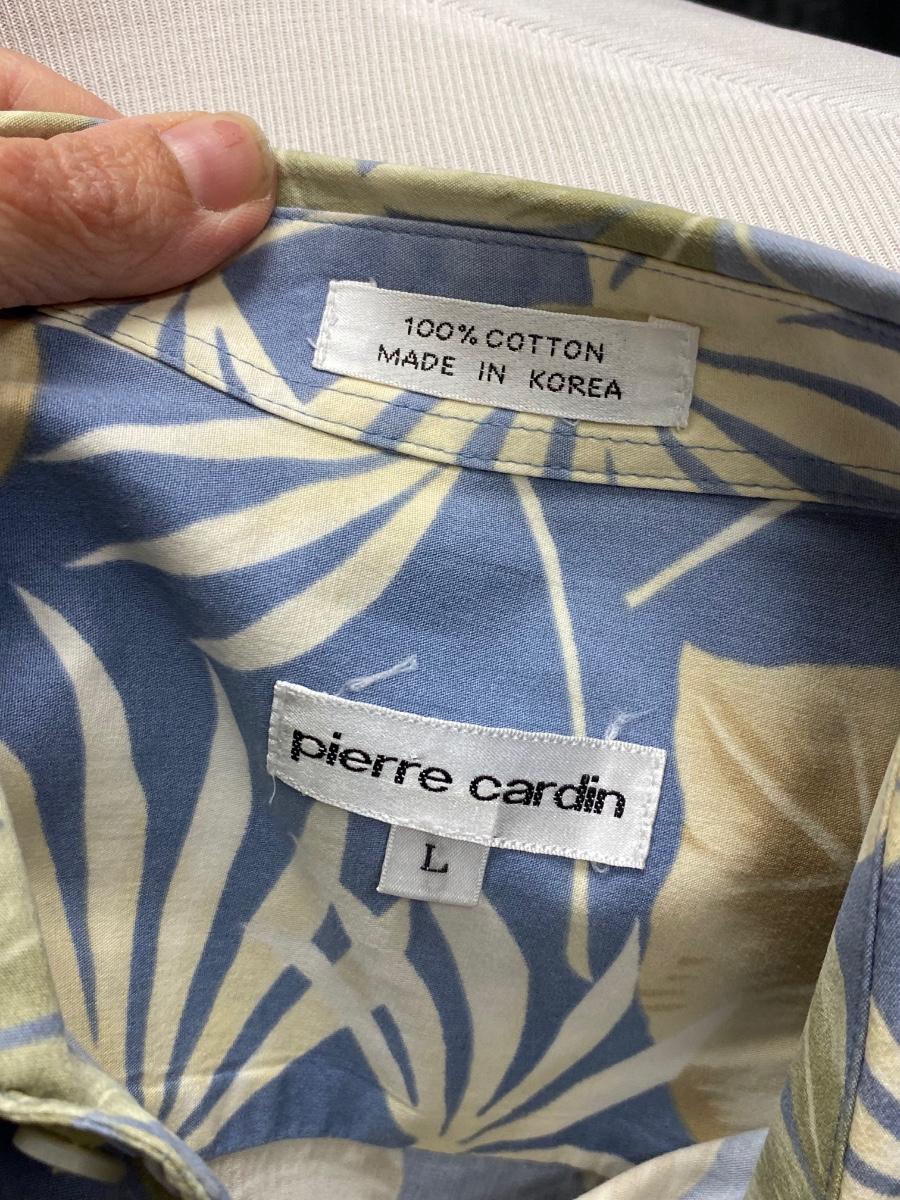 100% COTTON
MADE IN KOREA
pierre cardin
L